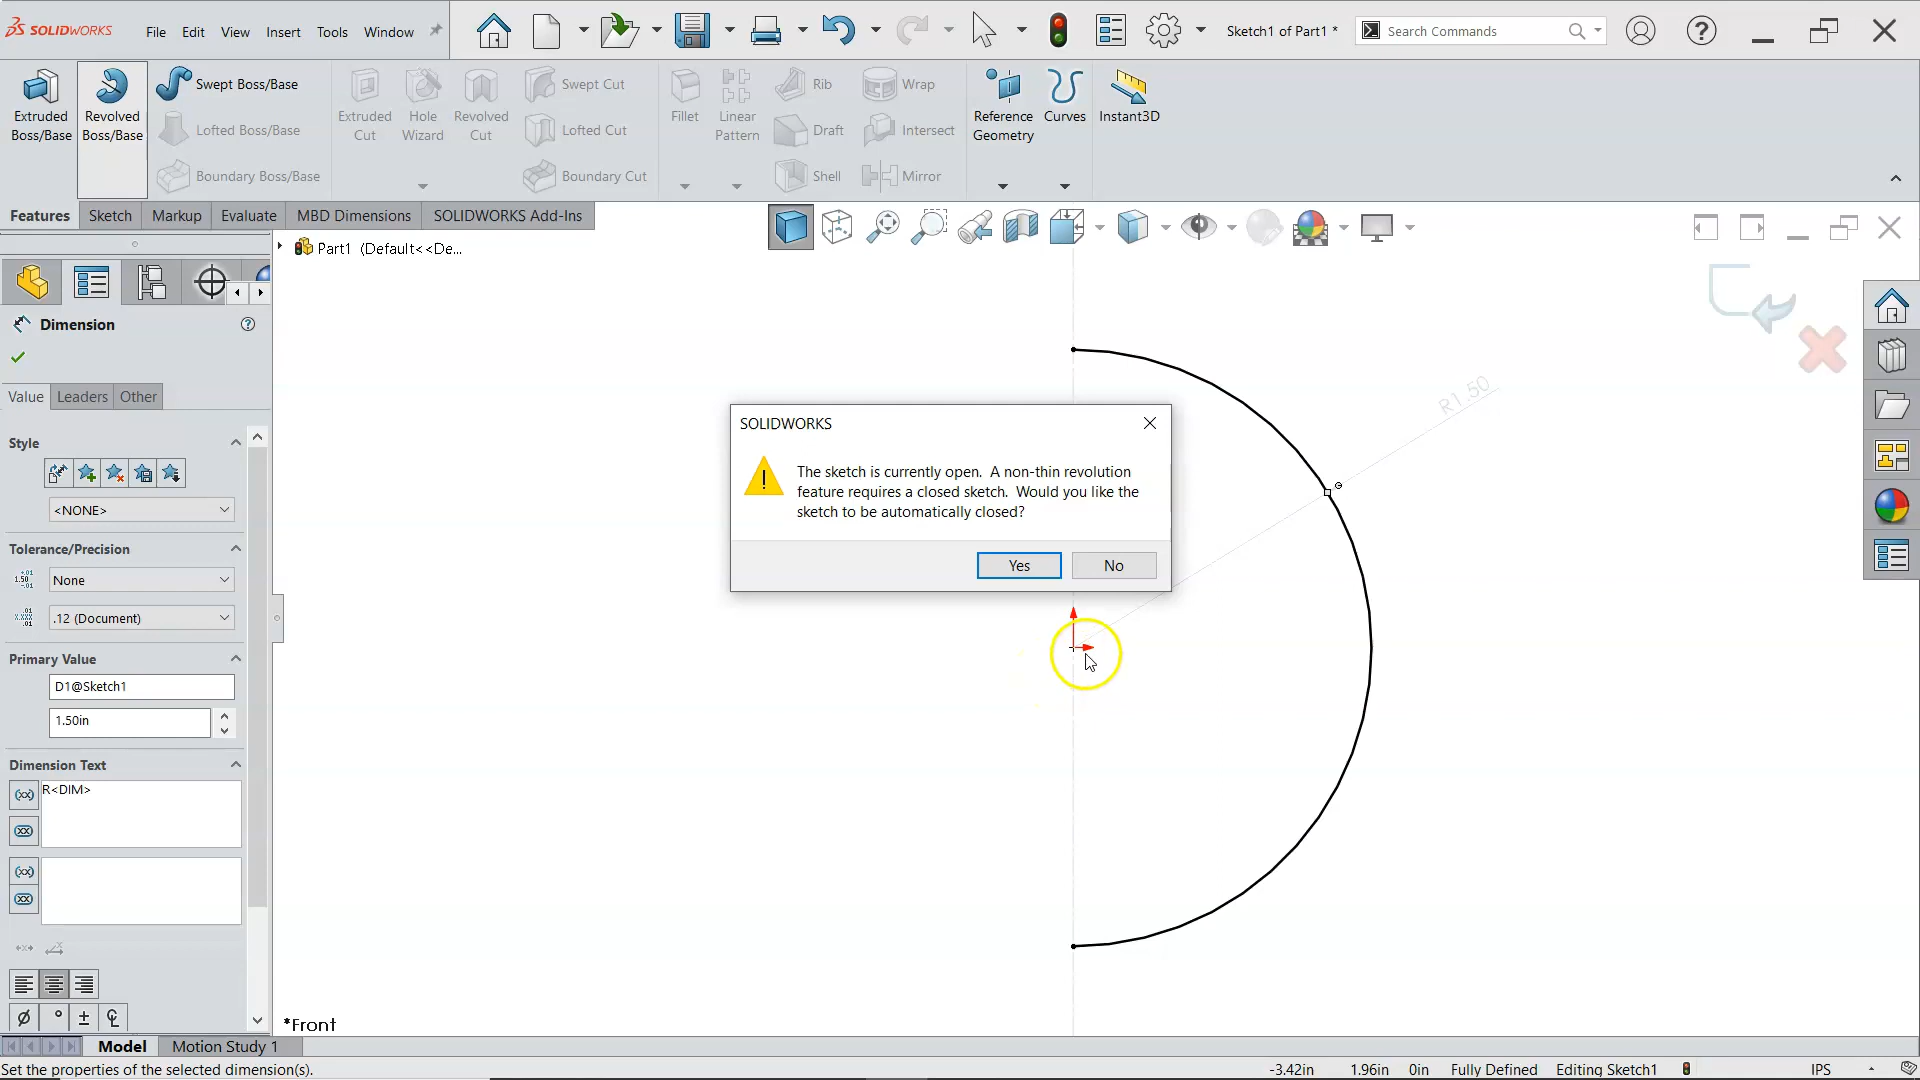 SOLIDWORKS
File Edit View Insert Tools Window
Sketch1 of Part1 *
Search Commands
Extruded Boss/Base
Revolved Boss/Base
Swept Boss/Base
Lofted Boss/Base
Boundary Boss/Base
Extruded Cut
Hole Wizard
Revolved Cut
Swept Cut
Lofted Cut
Boundary Cut
Fillet
Linear Pattern
Rib
Draft
Shell
Wrap
Intersect
Mirror
Reference Geometry
Curves
Instant3D
Features Sketch Markup Evaluate MBD Dimensions SOLIDWORKS Add-Ins
Part1 (Default<<De...
Dimension
Value Leaders Other
Style
<NONE>
Tolerance/Precision
None
.12 (Document)
Primary Value
D1@Sketch1
1.50in
Dimension Text
R<DIM>
SOLIDWORKS
The sketch is currently open. A non-thin revolution
feature requires a closed sketch. Would you like the
sketch to be automatically closed?
Yes No
R1.50
*Front
Model Motion Study 1
Set the properties of the selected dimension(s).
-3.42in 1.96in 0in Fully Defined Editing Sketch1 IPS